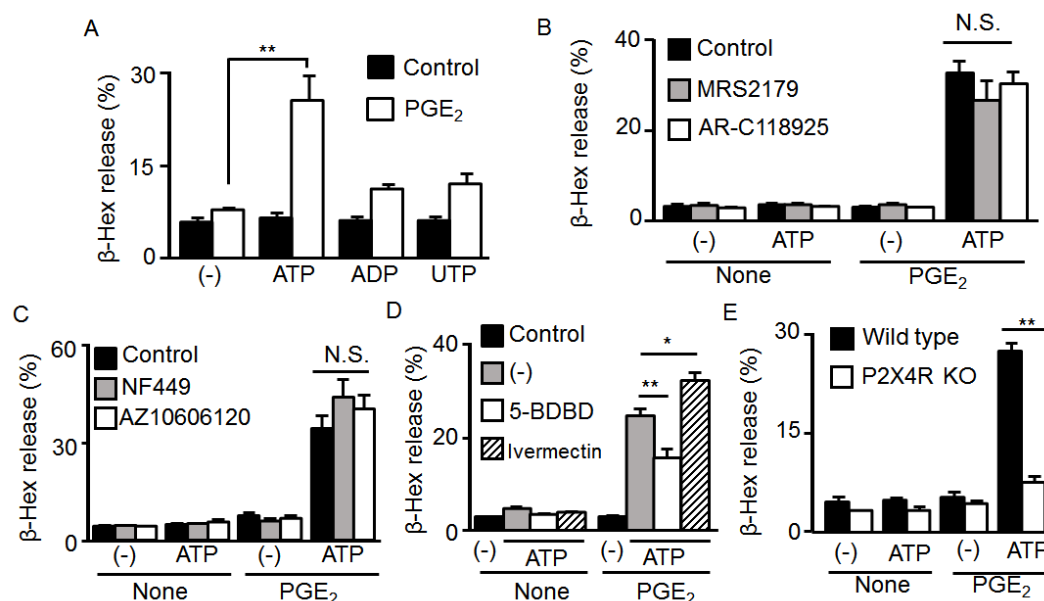 A
**
β-Hex release (%)
30
15
0
Control
PGE₂
(-) ATP ADP UTP
B
N.S.
β-Hex release (%)
40
20
0
Control
MRS2179
AR-C118925
(-) ATP (-) ATP
None PGE₂
C
N.S.
β-Hex release (%)
60
30
0
Control
NF449
AZ10606120
(-) ATP (-) ATP
None PGE₂
D
*
**
β-Hex release (%)
40
20
0
Control
(-)
5-BDBD
Ivermectin
(-) ATP (-) ATP
None PGE₂
E
**
β-Hex release (%)
30
15
0
Wild type
P2X4R KO
(-) ATP (-) ATP
None PGE₂